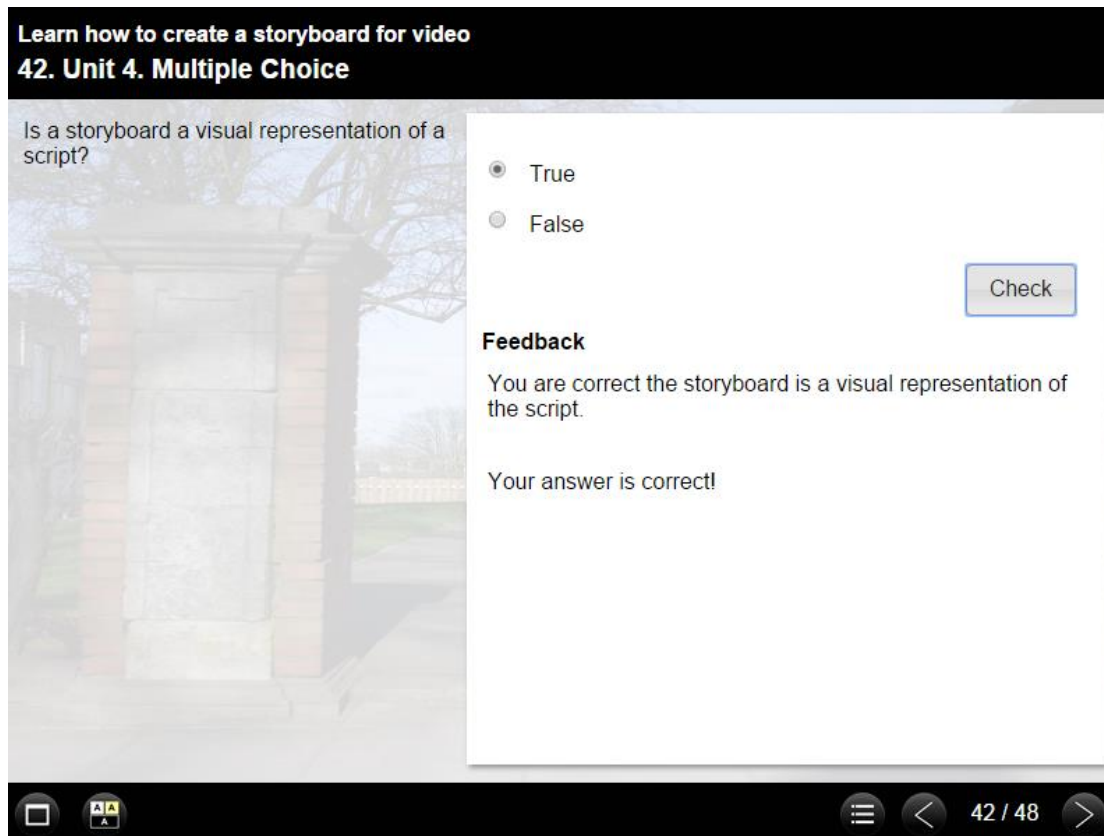 Learn how to create a storyboard for video
42. Unit 4. Multiple Choice
Is a storyboard a visual representation of a
script?
True
False
Check
Feedback
You are correct the storyboard is a visual representation of
the script.
Your answer is correct!
A A
A
42 / 48